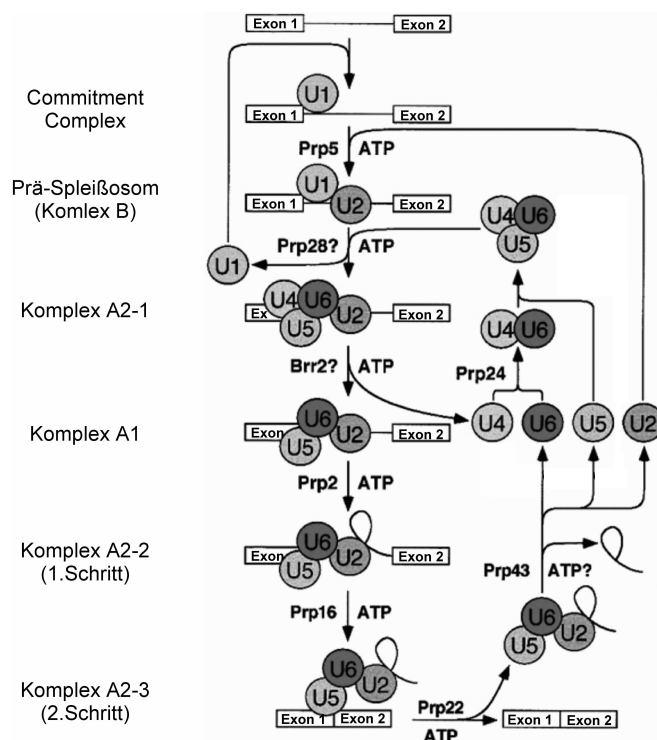 Exon 1 Exon 2
U1
Commitment
Complex
Exon 1 Exon 2
Prp5 ATP
U1
Prä-Spleißosom
(Komlex B)
Exon 1 U2 Exon 2
U4 U6
U5
Prp28? ATP
U1
Komplex A2-1
U4 U6
Ex U5 U2 Exon 2
U4 U6
Brr2? ATP
Prp24
U4 U6 U5 U2
Komplex A1
U6
Exon U5 U2 Exon 2
Prp2 ATP
Komplex A2-2
(1.Schritt)
U6
Exon U5 U2 Exon 2
Prp43 ATP?
Prp16 ATP
U6
U5 U2
Komplex A2-3
(2.Schritt)
U6
U5 U2
Exon 1 Exon 2
Prp22
ATP
Exon 1 Exon 2